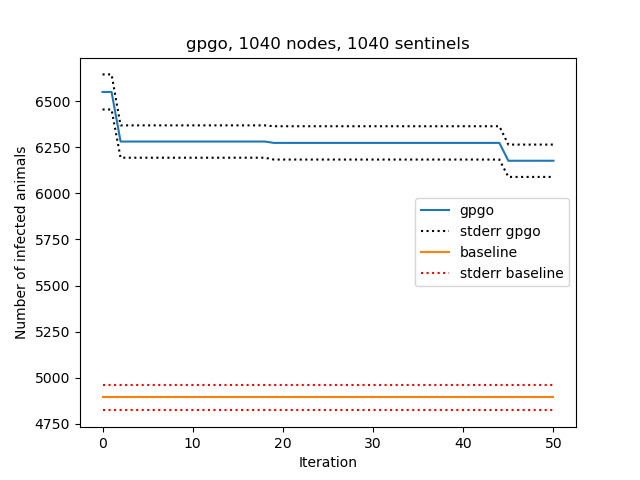 gpgo, 1040 nodes, 1040 sentinels
Number of infected animals
6500
6250
6000
5750
5500
5250
5000
4750
gpgo
stderr gpgo
baseline
stderr baseline
0
10
20
30
40
50
Iteration